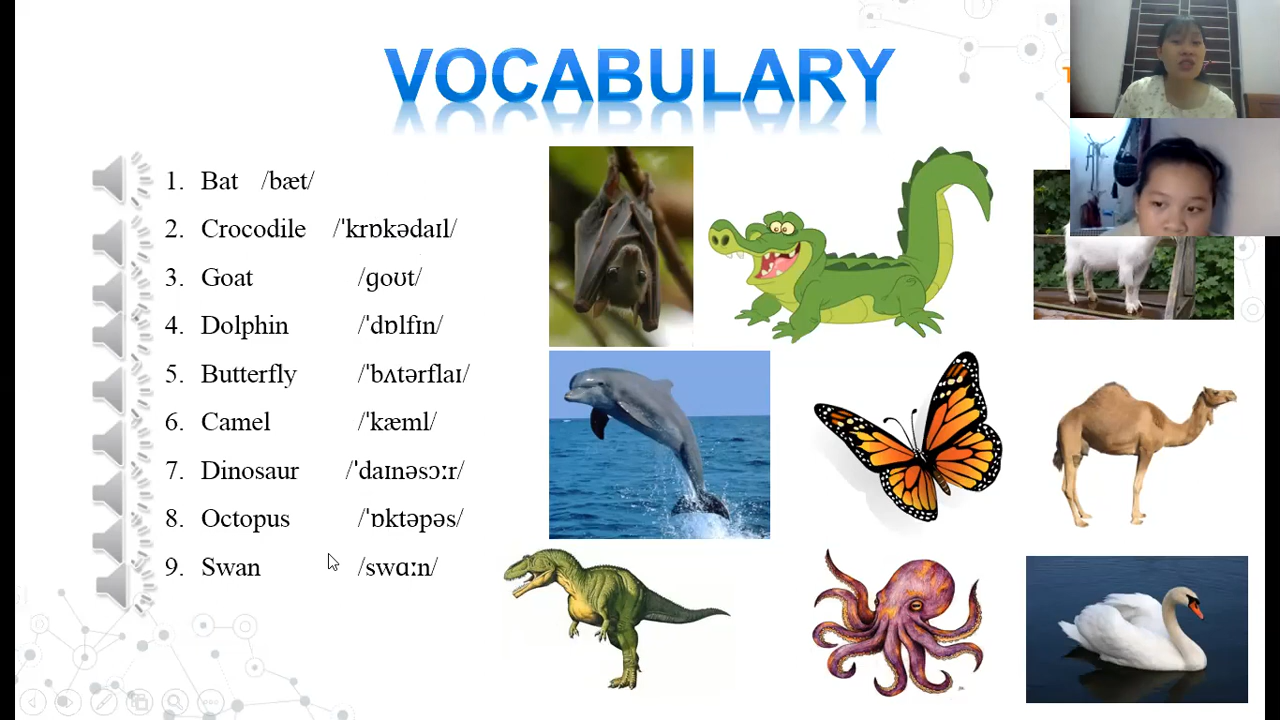 VOCABULARY
T
1. Bat /bæt/
2. Crocodile /ˈkrɒkədaɪl/
3. Goat /ɡoʊt/
4. Dolphin /ˈdɒlfɪn/
5. Butterfly /ˈbʌtərflaɪ/
6. Camel /ˈkæml/
7. Dinosaur /ˈdaɪnəsɔːr/
8. Octopus /ˈɒktəpəs/
9. Swan /swɑːn/